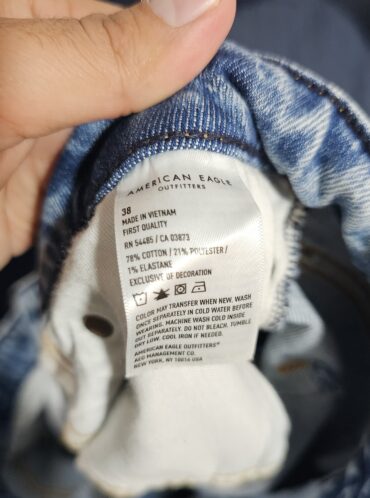 AMERICAN EAGLE
OUTFITTERS
38
MADE IN VIETNAM
FIRST QUALITY
RN 54485 / CA 03873
78% COTTON / 21% POLYESTER /
1% ELASTANE
EXCLUSIVE OF DECORATION
COLOR MAY TRANSFER WHEN NEW. WASH
ONCE SEPARATELY IN COLD WATER BEFORE
WEARING. MACHINE WASH COLD INSIDE
OUT SEPARATELY. DO NOT BLEACH. TUMBLE
DRY LOW. COOL IRON IF NEEDED.
AMERICAN EAGLE OUTFITTERS®
AEO MANAGEMENT CO.
NEW YORK, NY 10016 USA